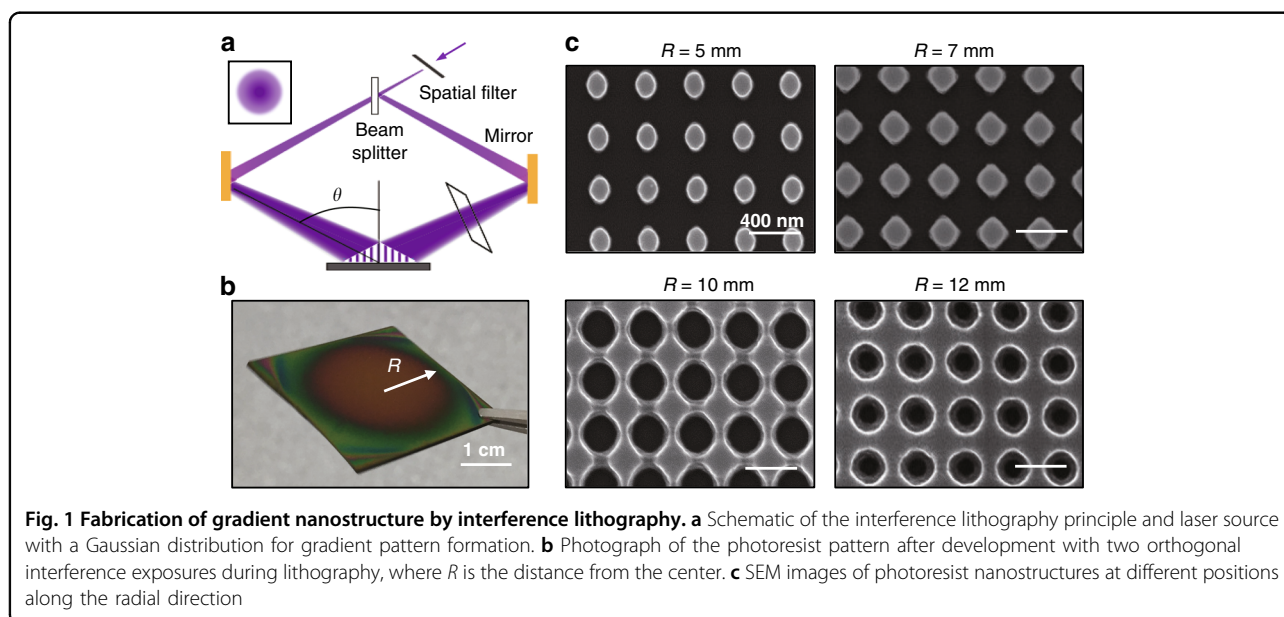 a
Spatial filter
Beam
splitter
Mirror
θ
b
R
1 cm
c
R = 5 mm
R = 7 mm
400 nm
R = 10 mm
R = 12 mm
Fig. 1 Fabrication of gradient nanostructure by interference lithography. a Schematic of the interference lithography principle and laser source
with a Gaussian distribution for gradient pattern formation. b Photograph of the photoresist pattern after development with two orthogonal
interference exposures during lithography, where R is the distance from the center. c SEM images of photoresist nanostructures at different positions
along the radial direction